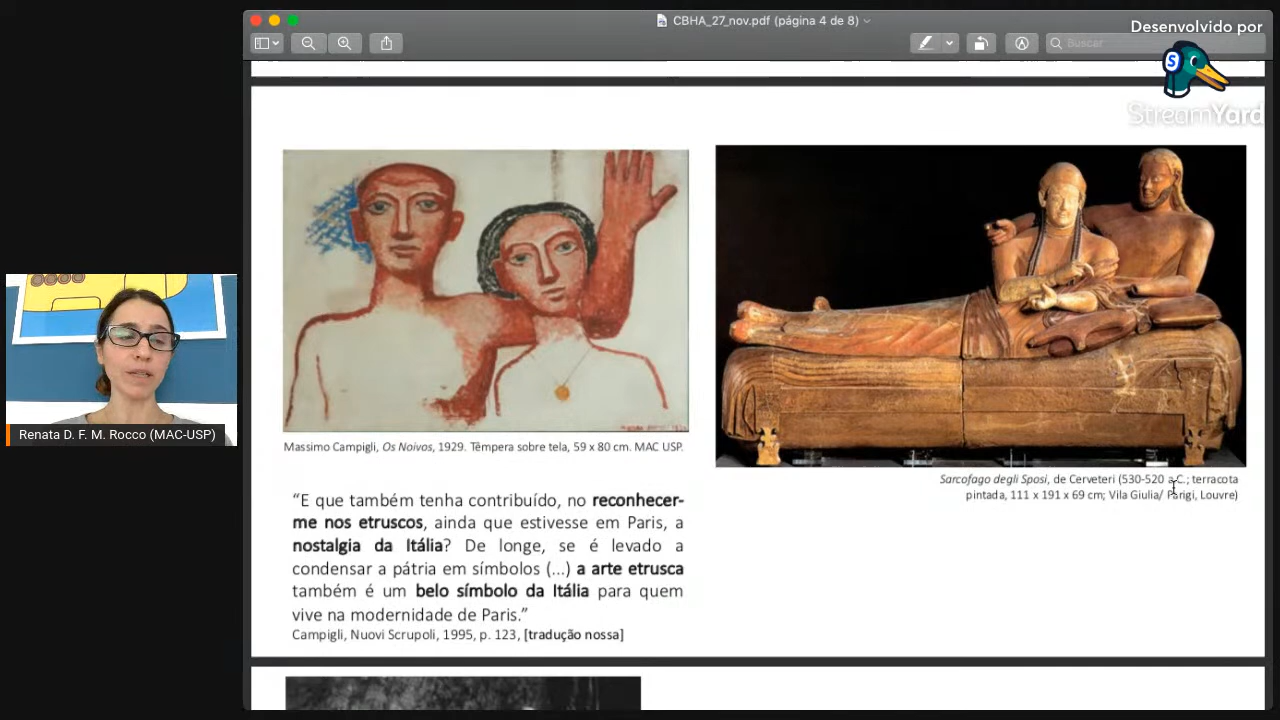 CBHA_27_nov.pdf (página 4 de 8)
Desenvolvido por
Buscar
S
StreamYard
Massimo Campigli, Os Noivos, 1929. Têmpera sobre tela, 59 x 80 cm. MAC USP.
Sarcofago degli Sposi, de Cerveteri (530-520 a.C.; terracota
pintada, 111 x 191 x 69 cm; Vila Giulia/ Parigi, Louvre)
Renata D. F. M. Rocco (MAC-USP)
“E que também tenha contribuído, no reconhecer-
me nos etruscos, ainda que estivesse em Paris, a
nostalgia da Itália? De longe, se é levado a
condensar a pátria em símbolos (...) a arte etrusca
também é um belo símbolo da Itália para quem
vive na modernidade de Paris.”
Campigli, Nuovi Scrupoli, 1995, p. 123, [tradução nossa]